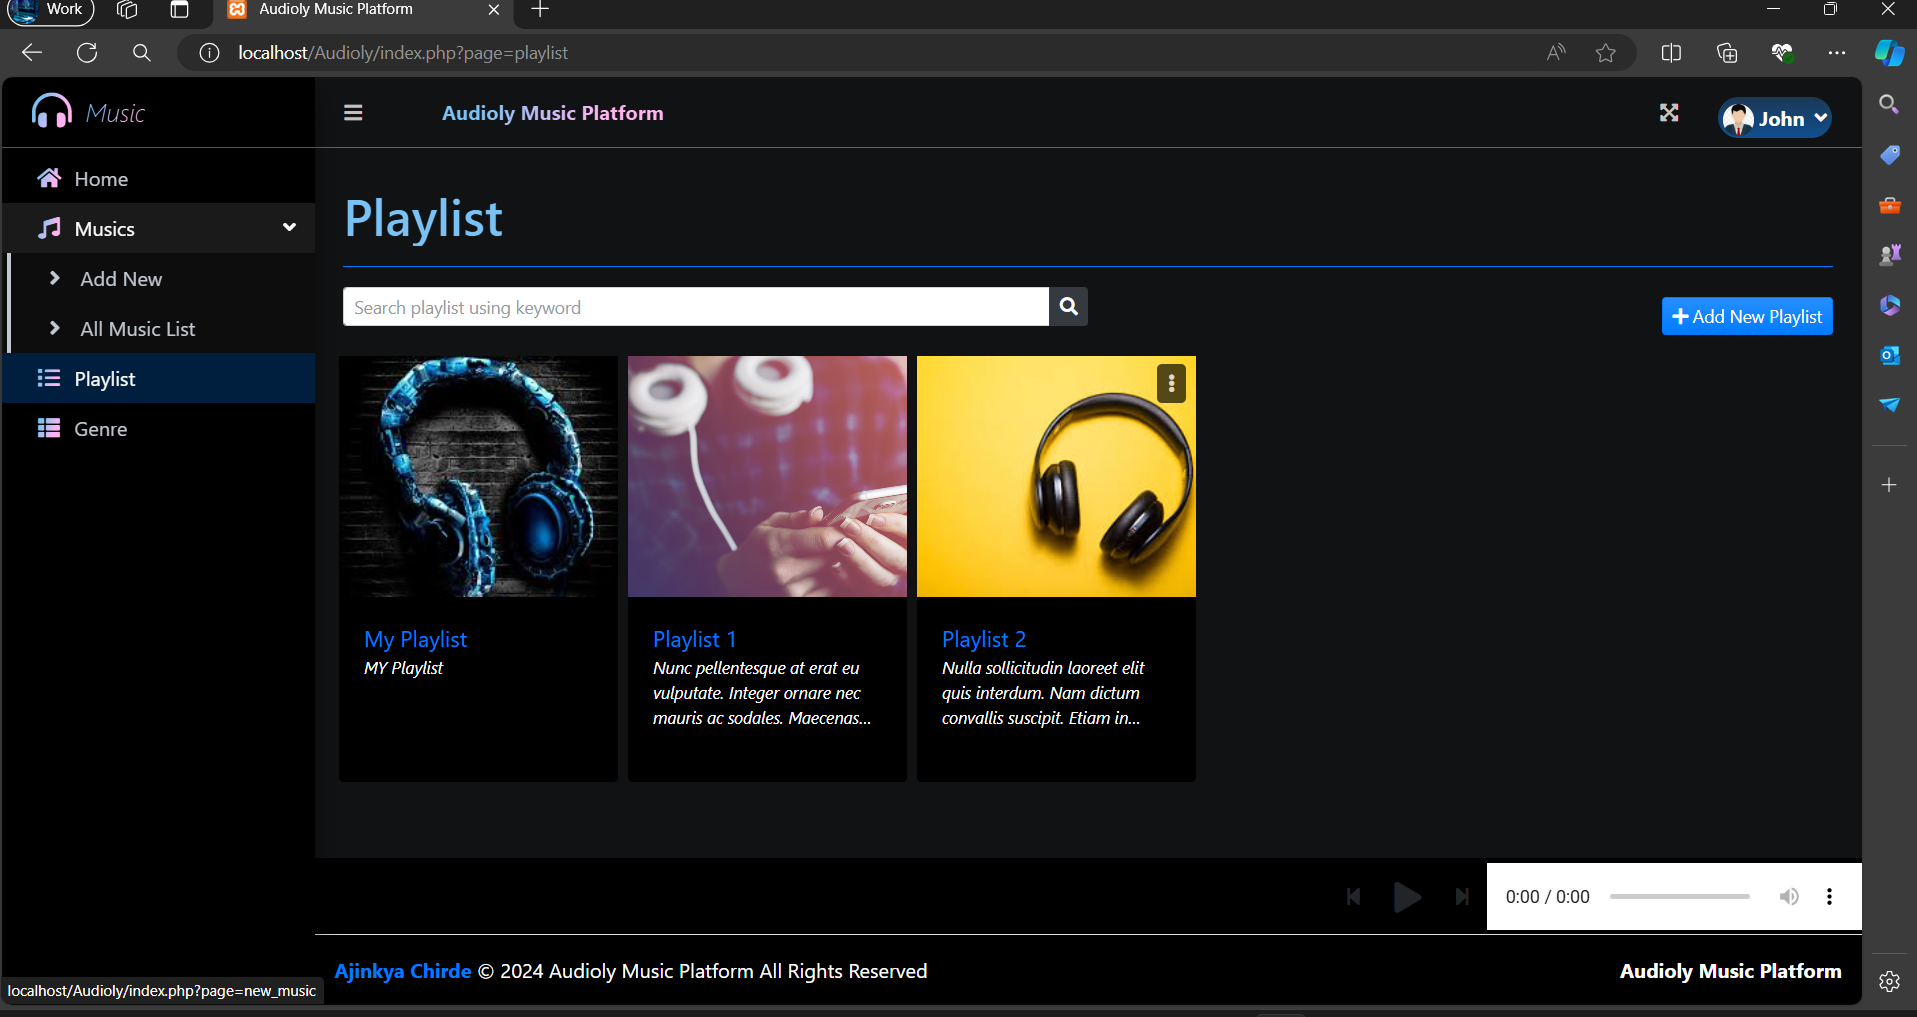 Work
Audioly Music Platform
localhost/Audioly/index.php?page=playlist
Music
Audioly Music Platform
John
Home
Musics
Add New
All Music List
Playlist
Genre
Playlist
Search playlist using keyword
Add New Playlist
My Playlist
MY Playlist
Playlist 1
Nunc pellentesque at erat eu
vulputate. Integer ornare nec
mauris ac sodales. Maecenas...
Playlist 2
Nulla sollicitudin laoreet elit
quis interdum. Nam dictum
convallis suscipit. Etiam in...
0:00 / 0:00
Ajinkya Chirde © 2024 Audioly Music Platform All Rights Reserved
Audioly Music Platform
localhost/Audioly/index.php?page=new_music